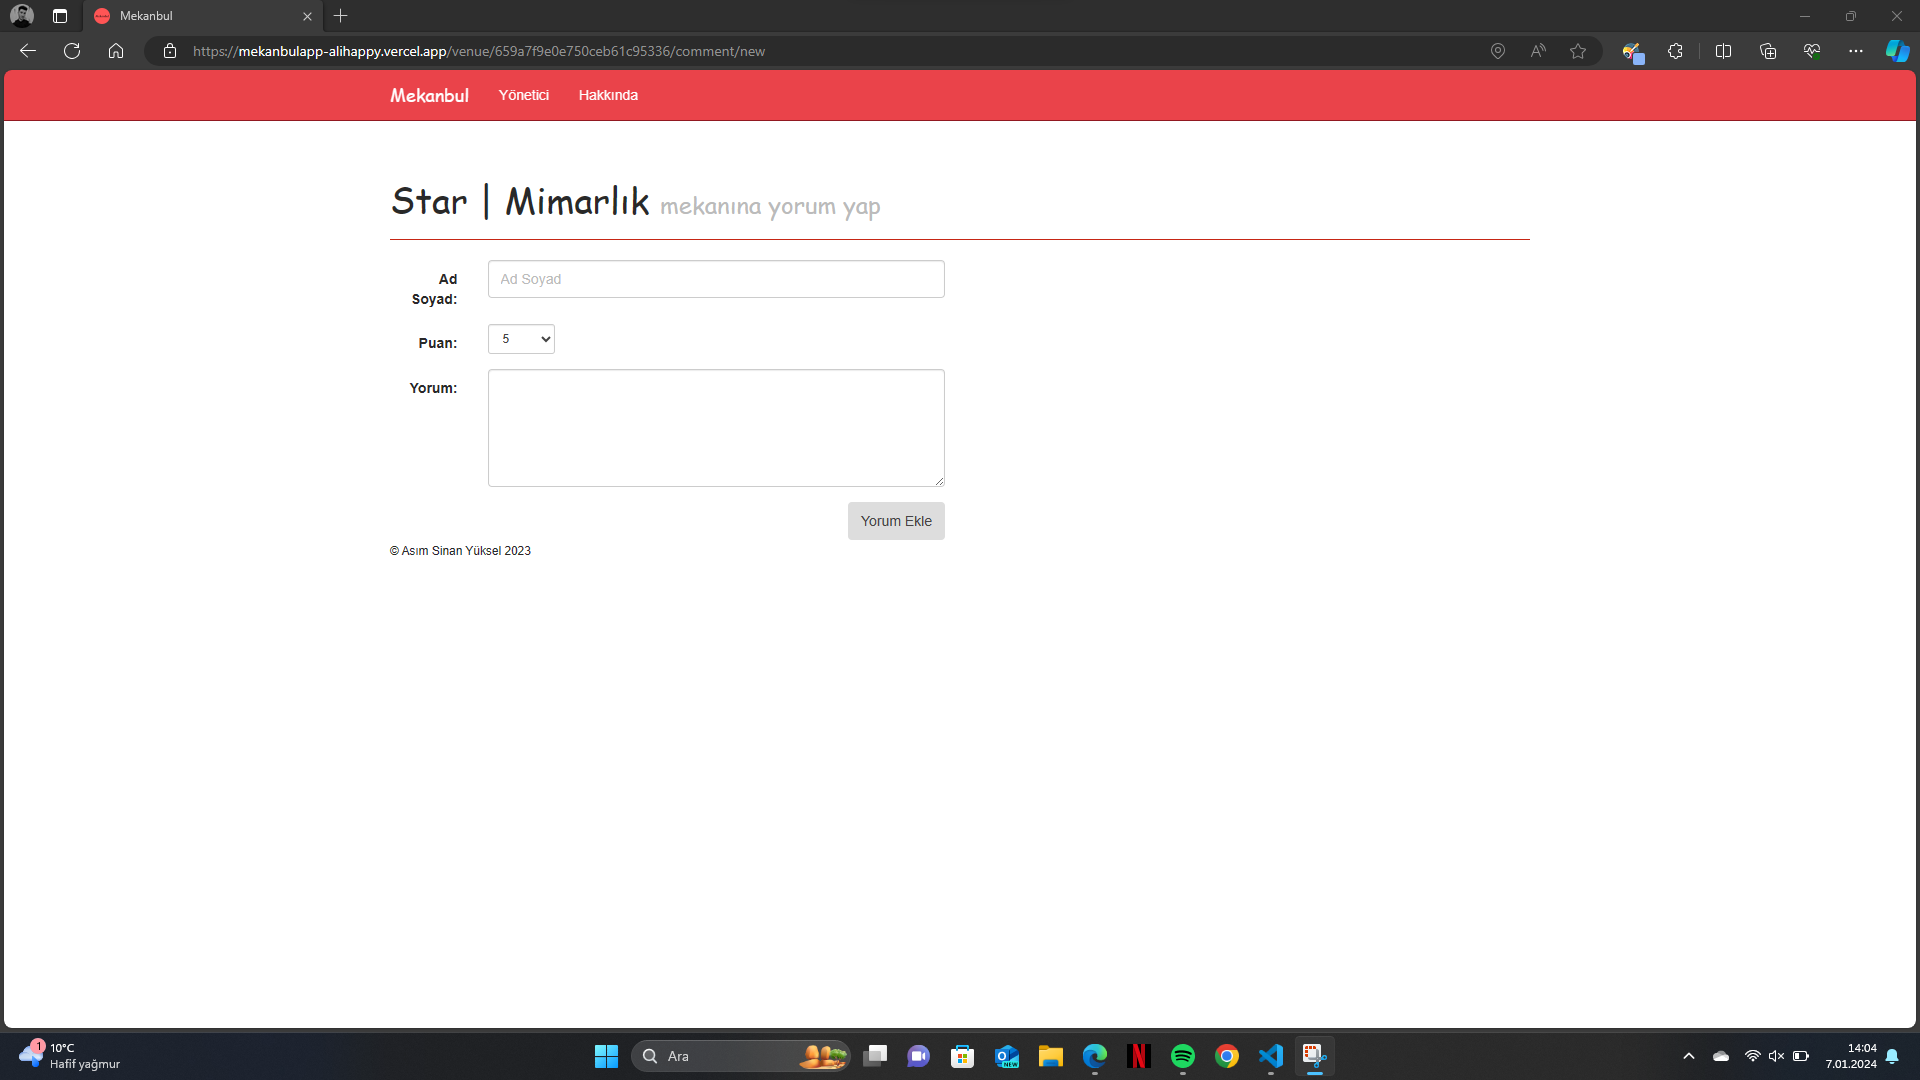 Mekanbul
https://mekanbulapp-alihappy.vercel.app/venue/659a7f9e0e750ceb61c95336/comment/new
Mekanbul Yönetici Hakkında
Star | Mimarlık mekanına yorum yap
Ad
Soyad:
Ad Soyad
Puan:
5
Yorum:
Yorum Ekle
© Asım Sinan Yüksel 2023
1
10°C
Hafif yağmur
Ara
NEW
14:04
7.01.2024